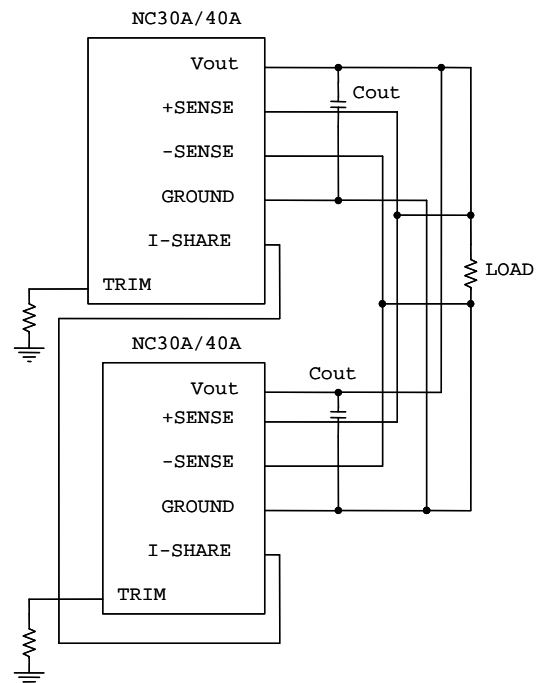 NC30A/40A
Vout
Cout
+SENSE
-SENSE
GROUND
I-SHARE
LOAD
TRIM
NC30A/40A
Cout
Vout
+SENSE
-SENSE
GROUND
I-SHARE
TRIM